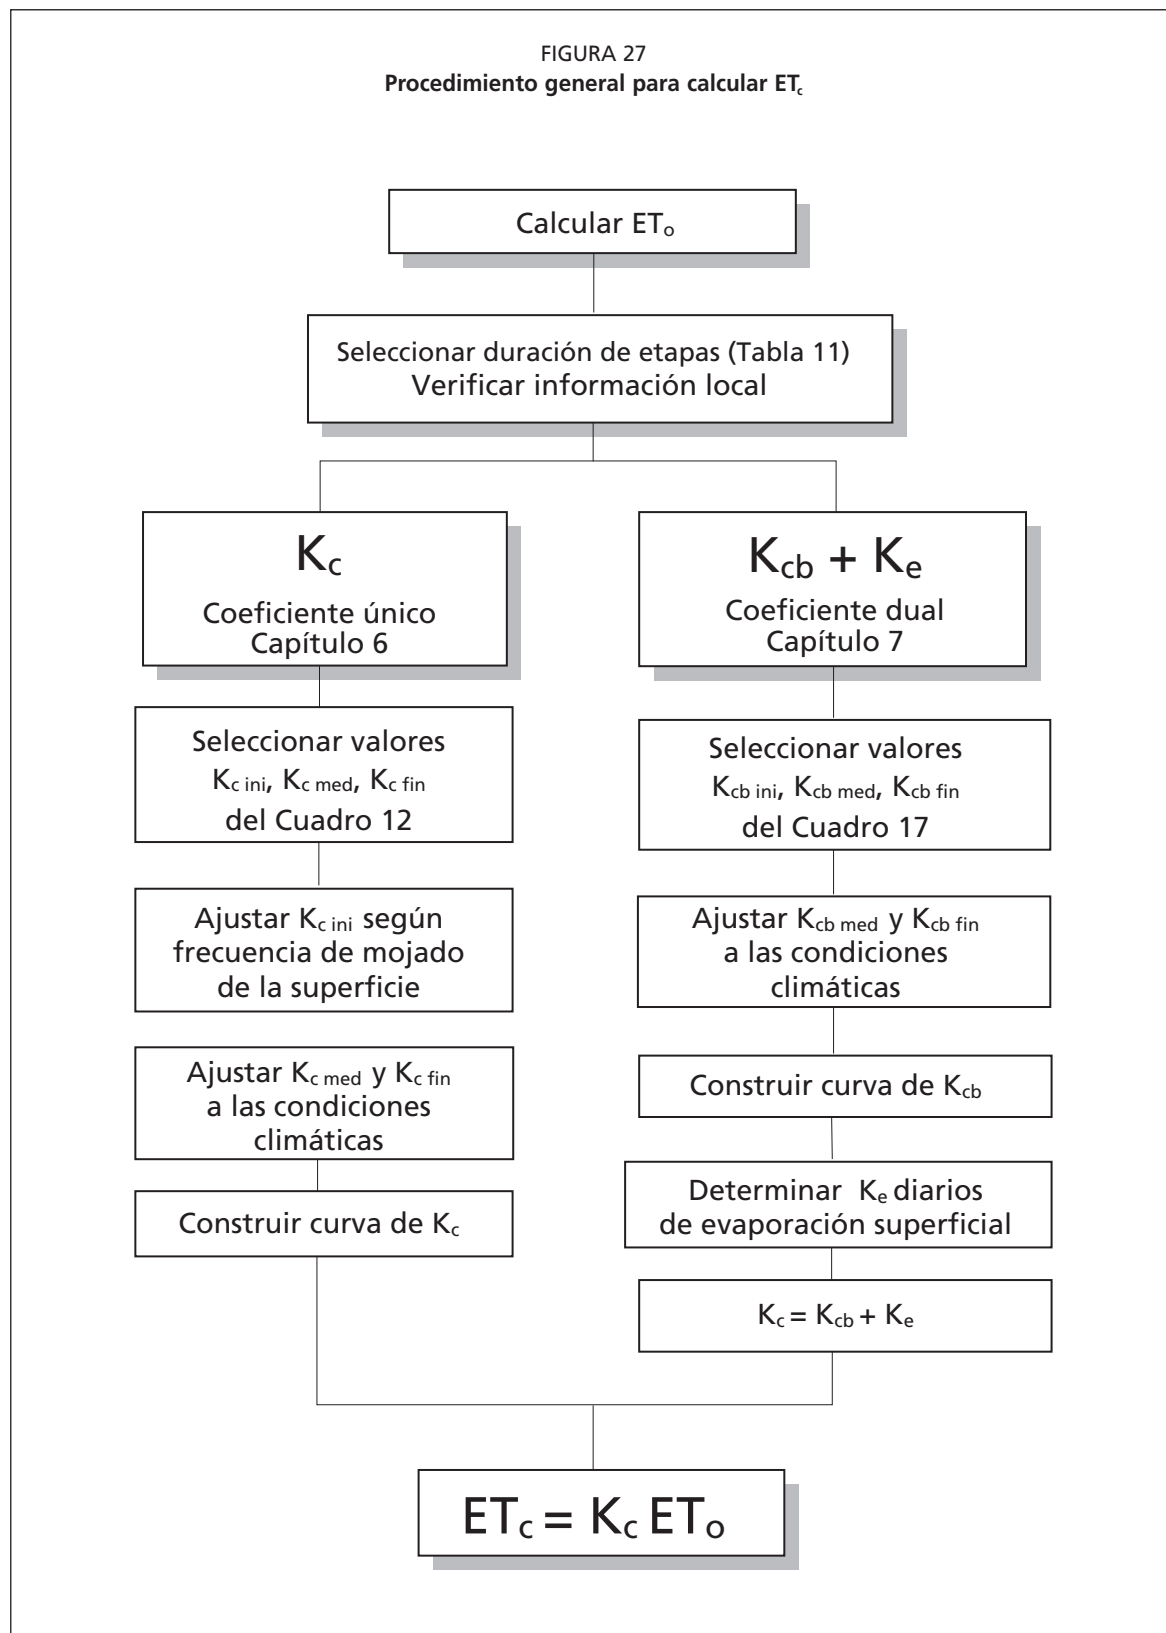 FIGURA 27
Procedimiento general para calcular ETc
Calcular ETo
Seleccionar duración de etapas (Tabla 11)
Verificar información local
Kc
Coeficiente único
Capítulo 6
Seleccionar valores
Kc ini, Kc med, Kc fin
del Cuadro 12
Ajustar Kc ini según
frecuencia de mojado
de la superficie
Ajustar Kc med y Kc fin
a las condiciones
climáticas
Construir curva de Kc
Kcb + Ke
Coeficiente dual
Capítulo 7
Seleccionar valores
Kcb ini, Kcb med, Kcb fin
del Cuadro 17
Ajustar Kcb med y Kcb fin
a las condiciones
climáticas
Construir curva de Kcb
Determinar Ke diarios
de evaporación superficial
Kc = Kcb + Ke
ETc = Kc ETo